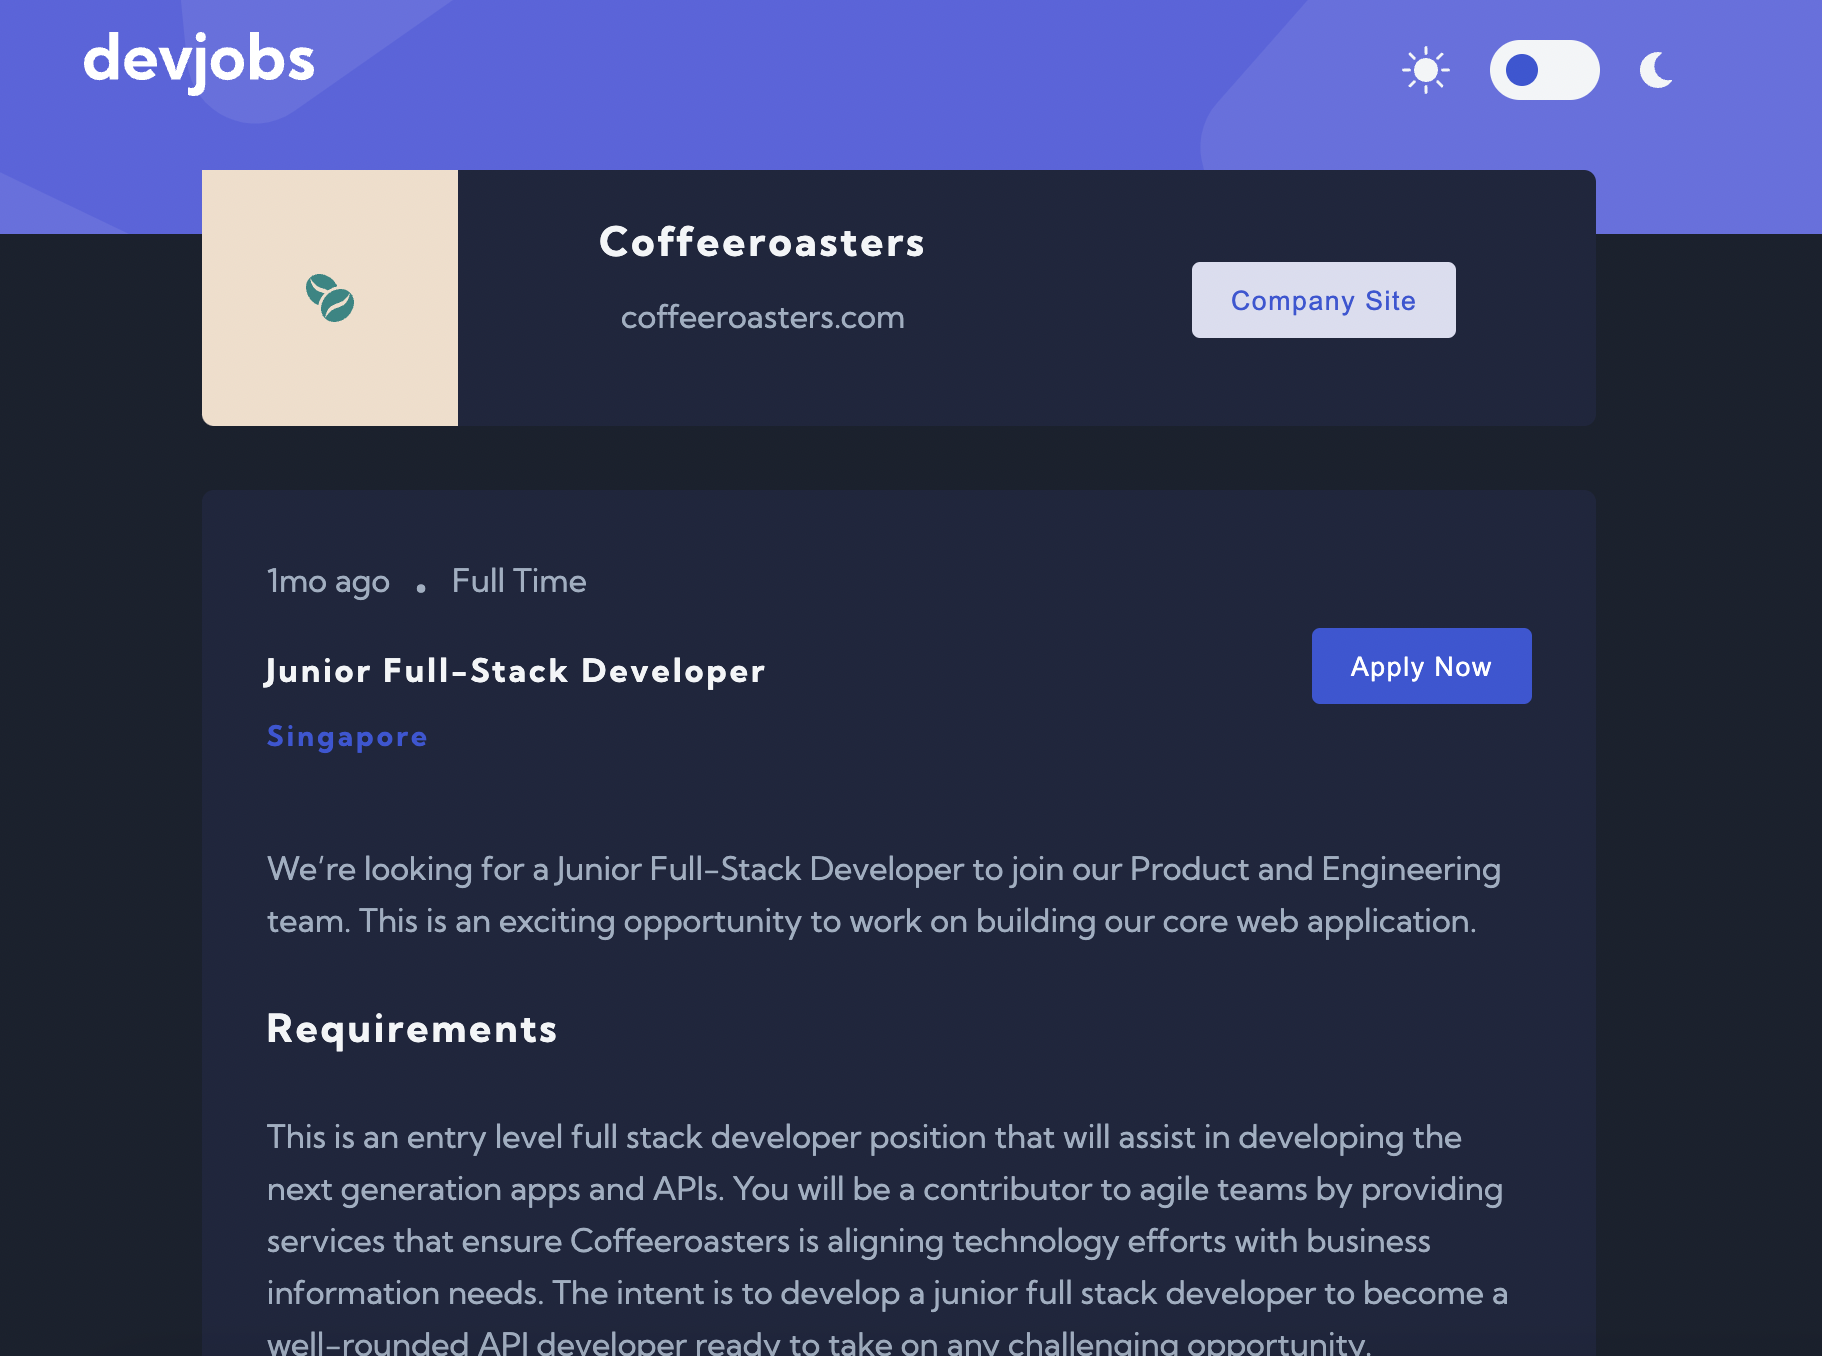 devjobs
Coffeeroasters
coffeeroasters.com
Company Site
1mo ago . Full Time
Junior Full-Stack Developer
Apply Now
Singapore
We’re looking for a Junior Full-Stack Developer to join our Product and Engineering
team. This is an exciting opportunity to work on building our core web application.
Requirements
This is an entry level full stack developer position that will assist in developing the
next generation apps and APIs. You will be a contributor to agile teams by providing
services that ensure Coffeeroasters is aligning technology efforts with business
information needs. The intent is to develop a junior full stack developer to become a
well-rounded API developer ready to take on any challenging opportunity.